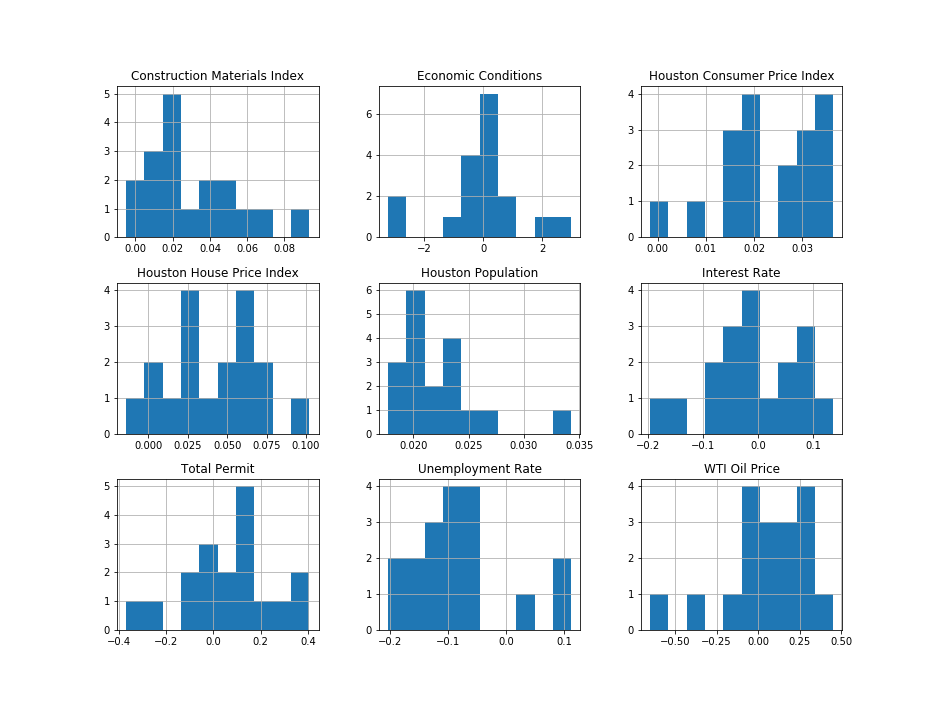 Construction Materials Index
5
4
3
2
1
0
0.00 0.02 0.04 0.06 0.08
Economic Conditions
6
4
2
0
−2 0 2
Houston Consumer Price Index
4
3
2
1
0
0.00 0.01 0.02 0.03
Houston House Price Index
4
3
2
1
0
0.000 0.025 0.050 0.075 0.100
Houston Population
6
5
4
3
2
1
0
0.020 0.025 0.030 0.035
Interest Rate
4
3
2
1
0
−0.2 −0.1 0.0 0.1
Total Permit
5
4
3
2
1
0
−0.4 −0.2 0.0 0.2 0.4
Unemployment Rate
4
3
2
1
0
−0.2 −0.1 0.0 0.1
WTI Oil Price
4
3
2
1
0
−0.50 −0.25 0.00 0.25 0.50